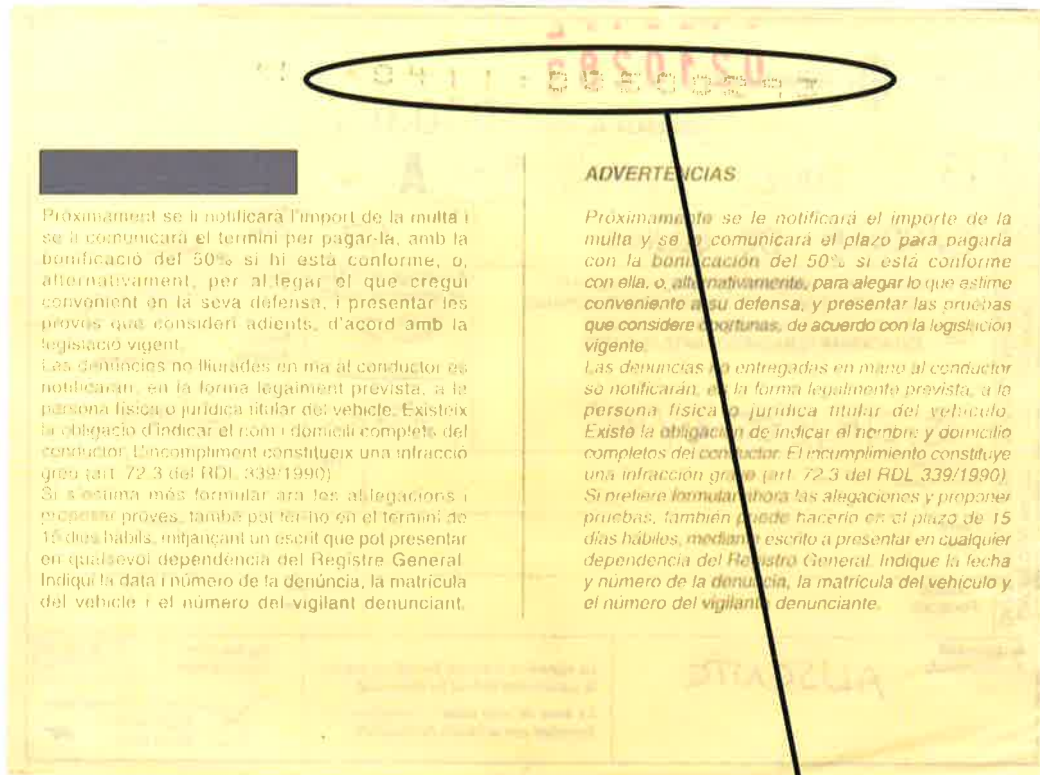 ADVERTENCIAS
Pròximament se li notificarà l'import de la multa i
se li comunicarà el termini per pagar-la, amb la
bonificació del 50% si hi està conforme, o,
alternativament, per al.legar el que cregui
convenient en la seva defensa, i presentar les
proves que consideri adients, d'acord amb la
legislació vigent.
Les denúncies no lliurades en mà al conductor es
notificaran, en la forma legalment prevista, a la
persona física o jurídica titular del vehicle. Existeix
la obligació d'indicar el nom i domicili complets del
conductor. L'incompliment constitueix una infracció
greu (art. 72.3 del RDL 339/1990)
Si s'estima més formular ara les al.legacions i
proposar proves, també pot fer-ho en el termini de
15 dies hàbils, mitjançant un escrit que pot presentar
en qualsevol dependència del Registre General.
Indiqui la data i número de la denúncia, la matrícula
del vehicle i el número del vigilant denunciant.
Próximamente se le notificará el importe de la
multa y se le comunicará el plazo para pagarla
con la bonificación del 50% si está conforme
con ella, o, alternativamente, para alegar lo que estime
conveniente a su defensa, y presentar las pruebas
que considere oportunas, de acuerdo con la legislación
vigente.
Las denuncias no entregadas en mano al conductor
se notificarán, en la forma legalmente prevista, a la
persona física o jurídica titular del vehículo.
Existe la obligación de indicar el nombre y domicilio
completos del conductor. El incumplimiento constituye
una infracción grave (art. 72.3 del RDL 339/1990)
Si prefiere formular ahora las alegaciones y proponer
pruebas, también puede hacerlo en el plazo de 15
días hábiles, mediante escrito a presentar en cualquier
dependencia del Registro General. Indique la fecha
y número de la denuncia, la matrícula del vehículo y
el número del vigilante denunciante.